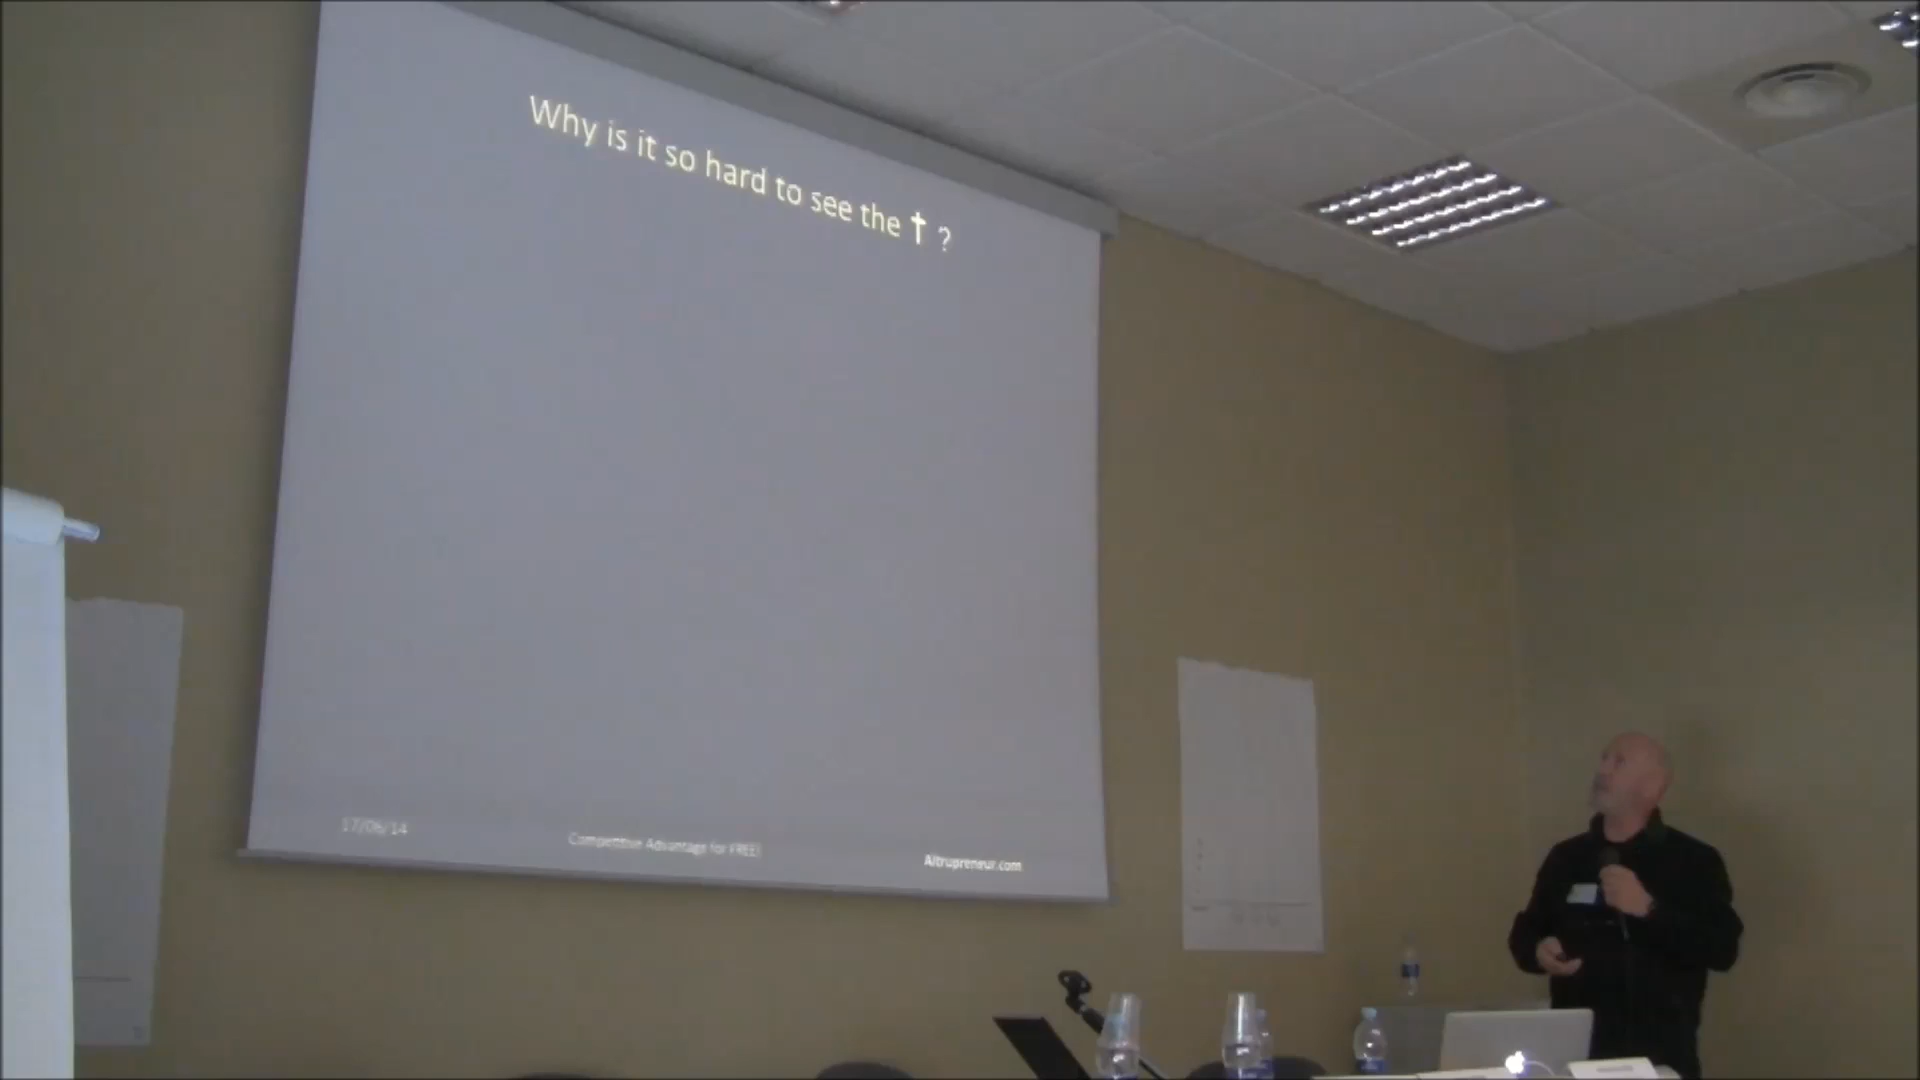 Why is it so hard to see the † ?
17/06/14
Competitive Advantage for FREE!
Altrupreneur.com